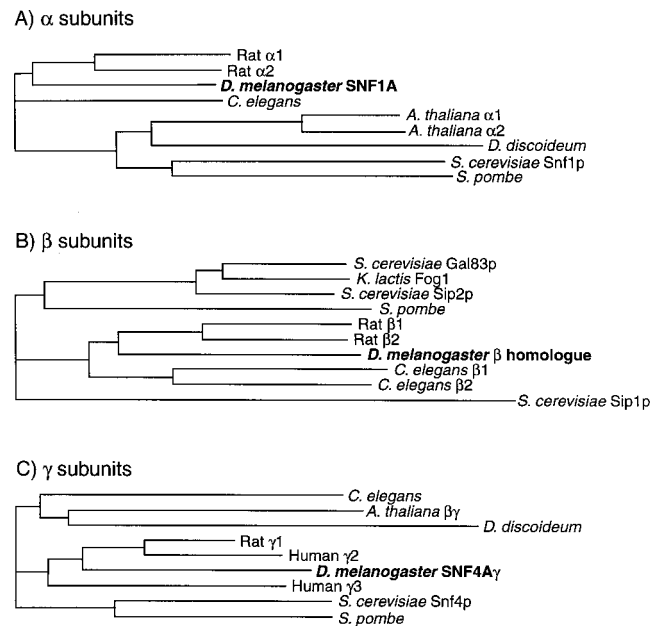 A) α subunits
Rat α1
Rat α2
D. melanogaster SNF1A
C. elegans
A. thaliana α1
A. thaliana α2
D. discoideum
S. cerevisiae Snf1p
S. pombe
B) β subunits
S. cerevisiae Gal83p
K. lactis Fog1
S. cerevisiae Sip2p
S. pombe
Rat β1
Rat β2
D. melanogaster β homologue
C. elegans β1
C. elegans β2
S. cerevisiae Sip1p
C) γ subunits
C. elegans
A. thaliana βγ
D. discoideum
Rat γ1
Human γ2
D. melanogaster SNF4Aγ
Human γ3
S. cerevisiae Snf4p
S. pombe